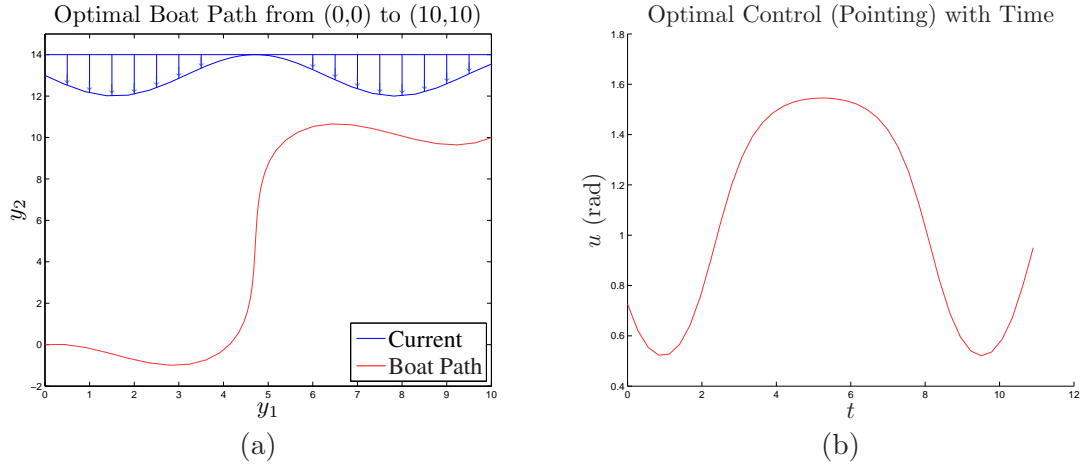 Optimal Boat Path from (0,0) to (10,10)
14
12
10
8
6
4
2
0
−2
y₂
0 1 2 3 4 5 6 7 8 9 10
y₁
Current
Boat Path
(a)
Optimal Control (Pointing) with Time
1.8
1.6
1.4
1.2
1
0.8
0.6
0.4
u (rad)
0 2 4 6 8 10 12
t
(b)